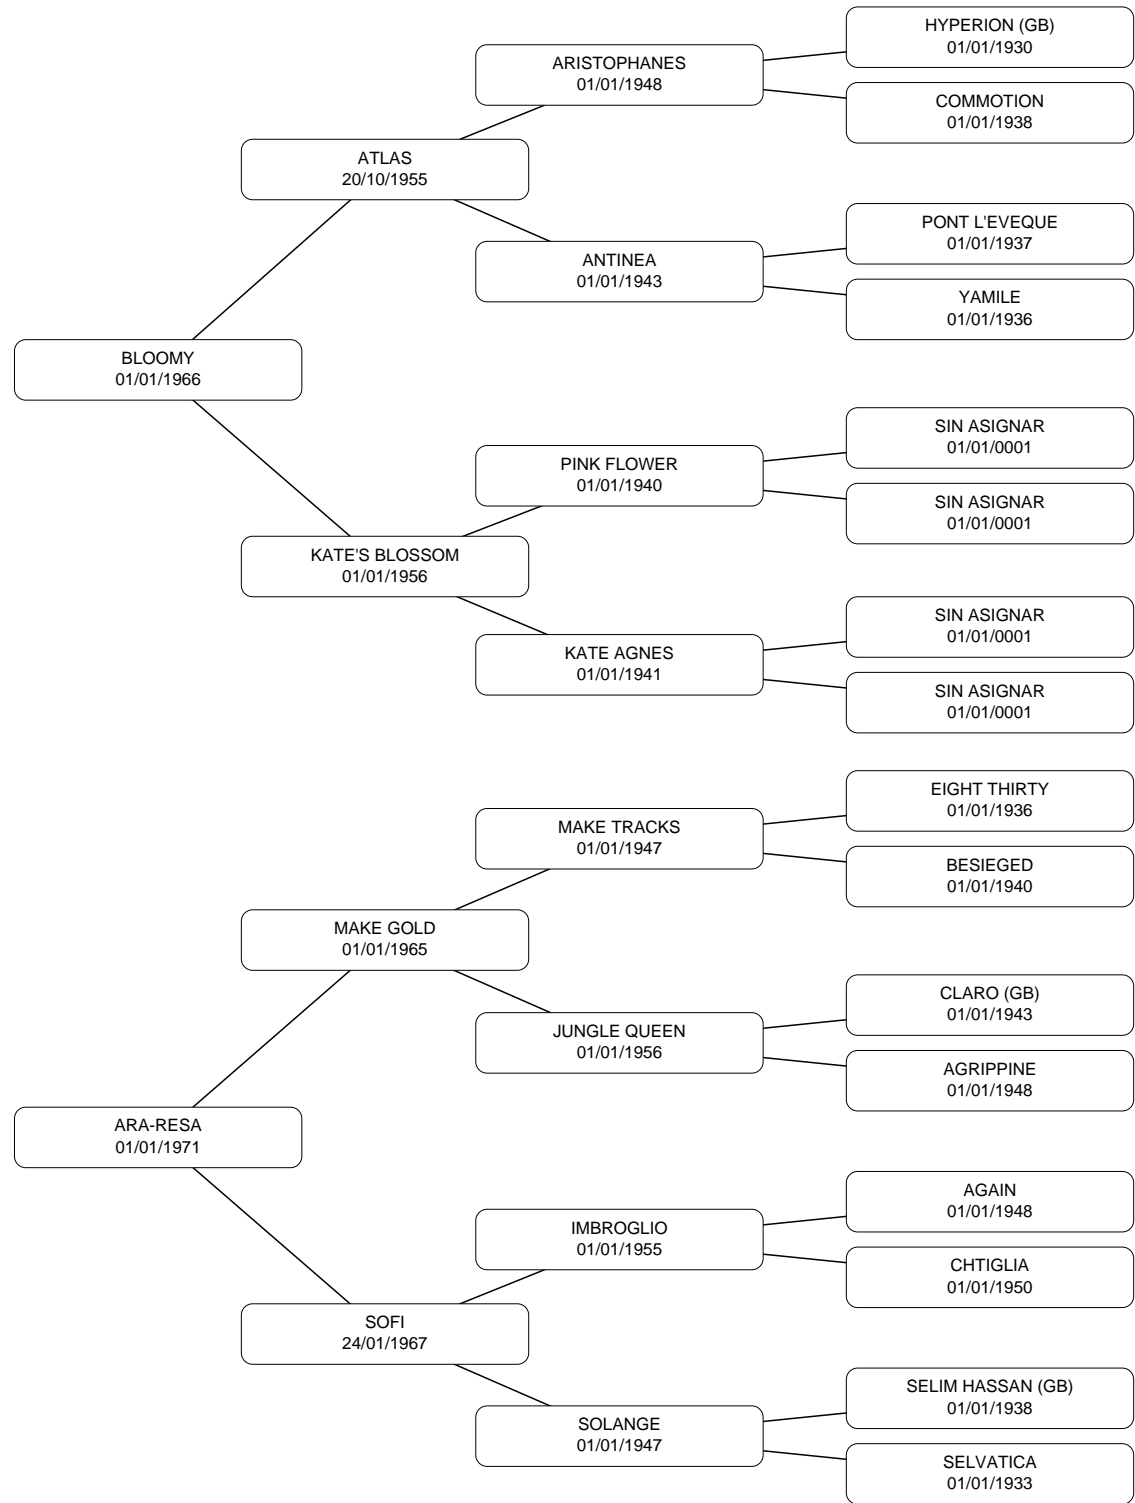 HYPERION (GB)
01/01/1930
ARISTOPHANES
01/01/1948
COMMOTION
01/01/1938
ATLAS
20/10/1955
PONT L'EVEQUE
01/01/1937
ANTINEA
01/01/1943
YAMILE
01/01/1936
BLOOMY
01/01/1966
SIN ASIGNAR
01/01/0001
PINK FLOWER
01/01/1940
SIN ASIGNAR
01/01/0001
KATE'S BLOSSOM
01/01/1956
SIN ASIGNAR
01/01/0001
KATE AGNES
01/01/1941
SIN ASIGNAR
01/01/0001
EIGHT THIRTY
01/01/1936
MAKE TRACKS
01/01/1947
BESIEGED
01/01/1940
MAKE GOLD
01/01/1965
CLARO (GB)
01/01/1943
JUNGLE QUEEN
01/01/1956
AGRIPPINE
01/01/1948
ARA-RESA
01/01/1971
AGAIN
01/01/1948
IMBROGLIO
01/01/1955
CHTIGLIA
01/01/1950
SOFI
24/01/1967
SELIM HASSAN (GB)
01/01/1938
SOLANGE
01/01/1947
SELVATICA
01/01/1933